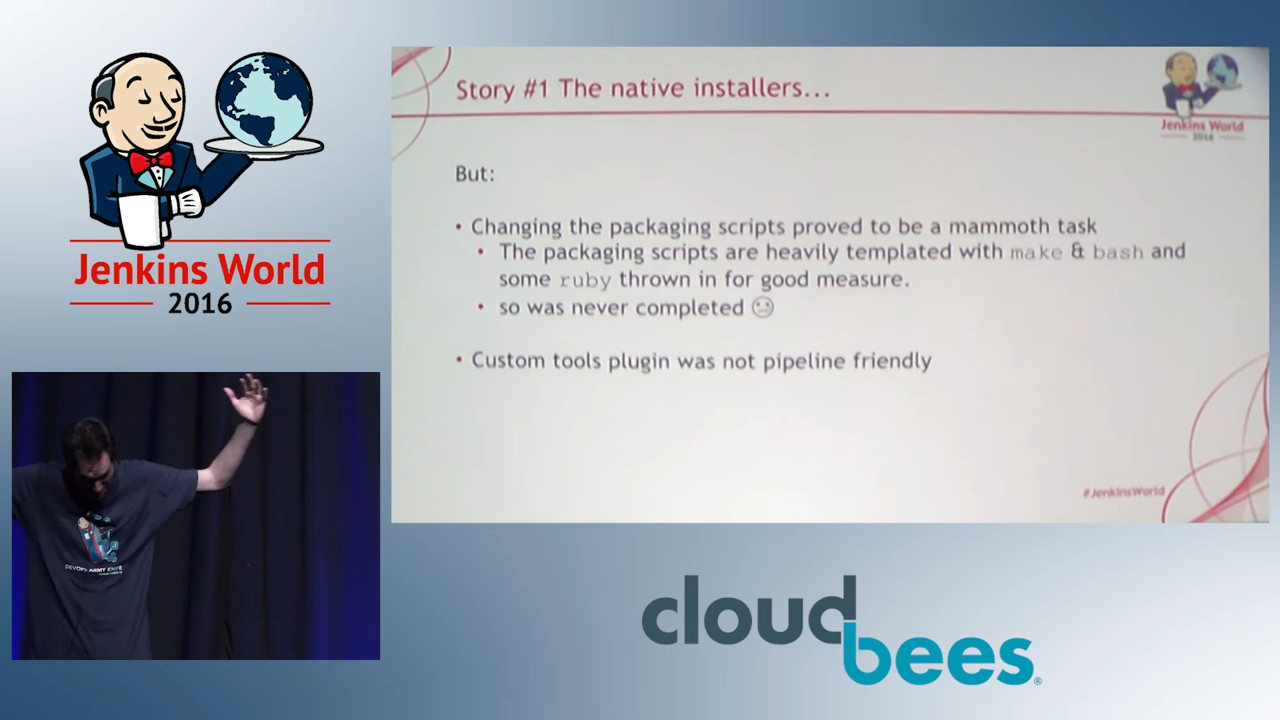 Jenkins World
2016
Story #1 The native installers...
Jenkins World
2016
But:
• Changing the packaging scripts proved to be a mammoth task
• The packaging scripts are heavily templated with make & bash and
some ruby thrown in for good measure.
• so was never completed 😐
• Custom tools plugin was not pipeline friendly
#JenkinsWorld
cloud
bees®